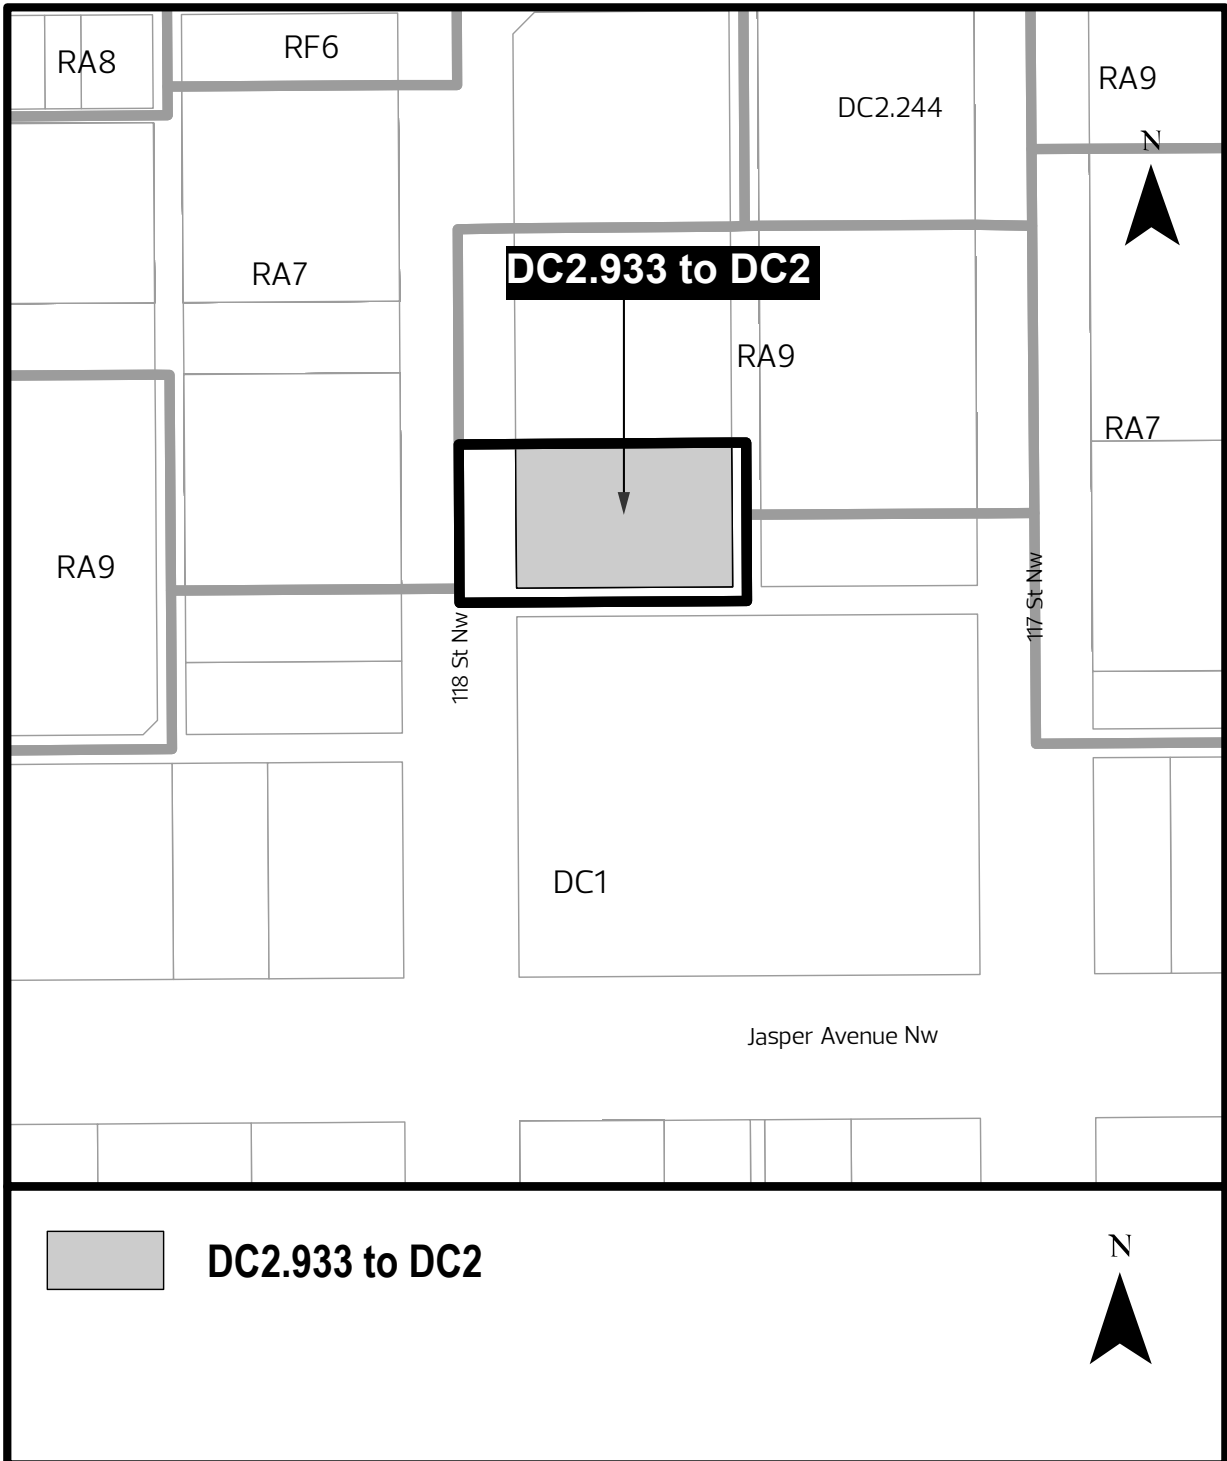 RF6
RA8
RA9
DC2.244
N
DC2.933 to DC2
RA7
RA9
RA7
RA9
117 St Nw
118 St Nw
DC1
Jasper Avenue Nw
DC2.933 to DC2
N